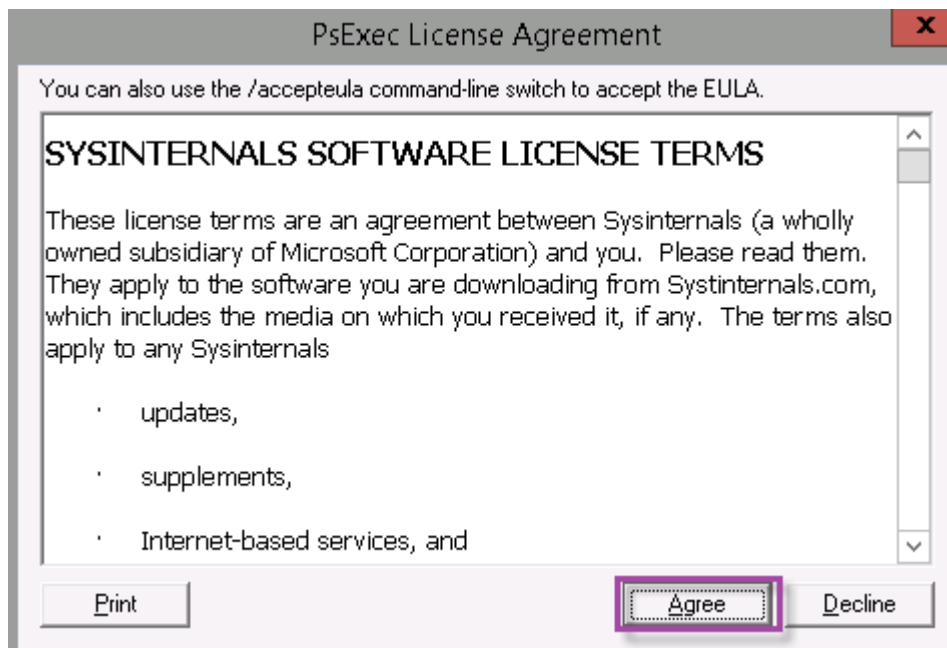 PsExec License Agreement
x
You can also use the /accepteula command-line switch to accept the EULA.
SYSINTERNALS SOFTWARE LICENSE TERMS
These license terms are an agreement between Sysinternals (a wholly
owned subsidiary of Microsoft Corporation) and you.  Please read them.
They apply to the software you are downloading from Systinternals.com,
which includes the media on which you received it, if any.  The terms also
apply to any Sysinternals
· updates,
· supplements,
· Internet-based services, and
Print Agree Decline